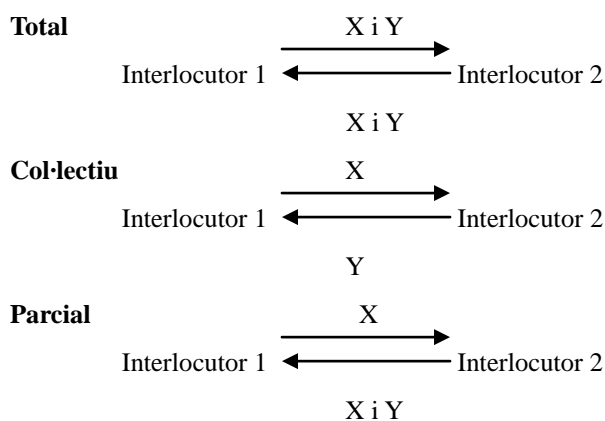 Total X i Y
Interlocutor 1 Interlocutor 2
X i Y
Col·lectiu X
Interlocutor 1 Interlocutor 2
Y
Parcial X
Interlocutor 1 Interlocutor 2
X i Y